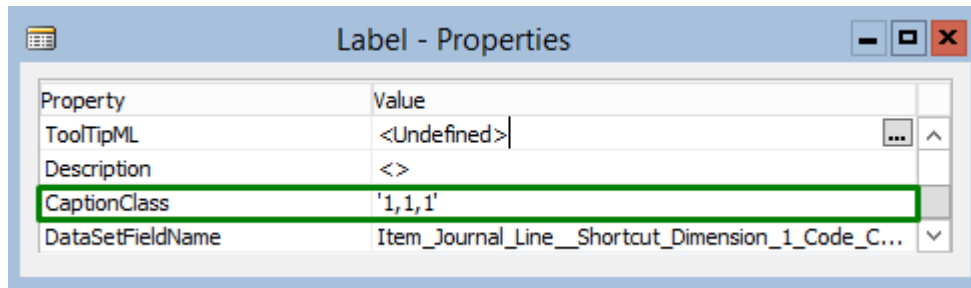 Label - Properties
Property Value
ToolTipML <Undefined> ...
Description <>
CaptionClass '1,1,1'
DataSetFieldName Item_Journal_Line__Shortcut_Dimension_1_Code_C...